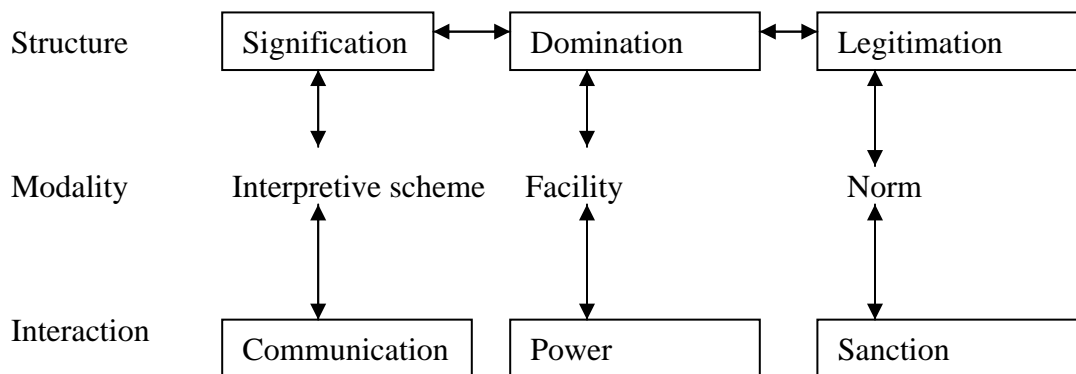 Structure Signification Domination Legitimation
Modality Interpretive scheme Facility Norm
Interaction Communication Power Sanction